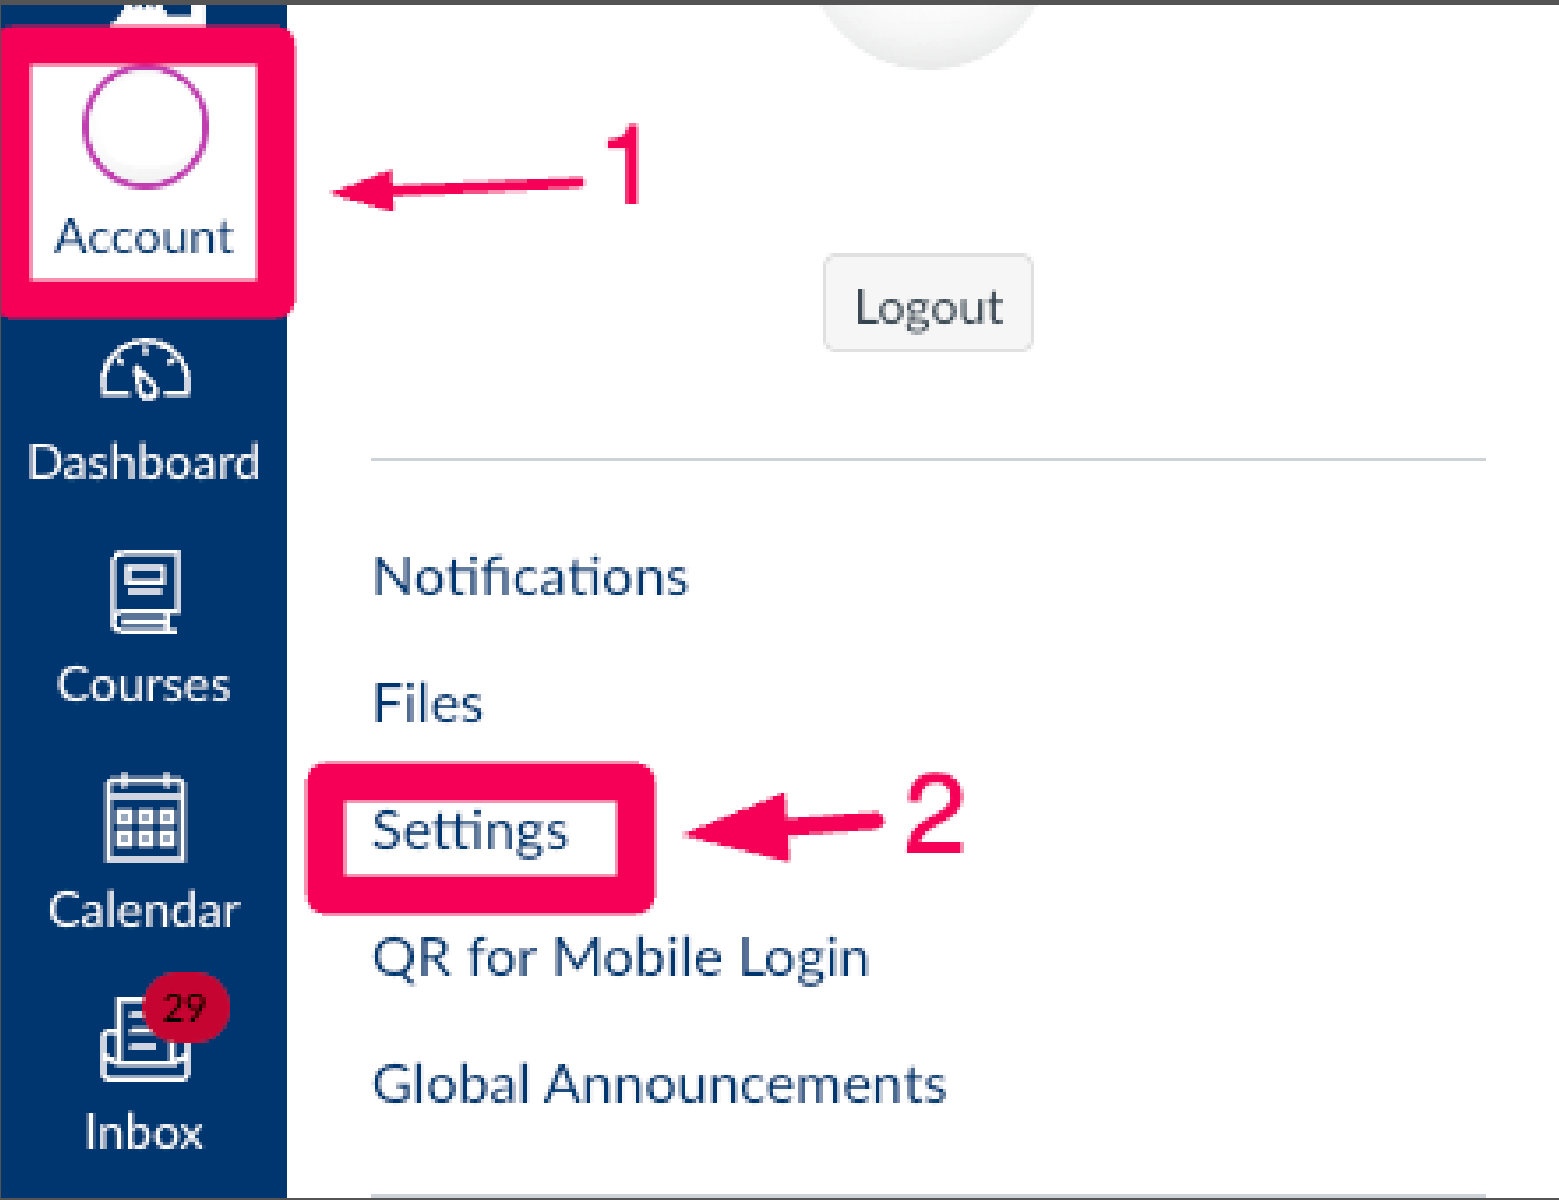 Account
1
Logout
Dashboard
Notifications
Courses
Files
Settings
2
Calendar
QR for Mobile Login
29
Global Announcements
Inbox